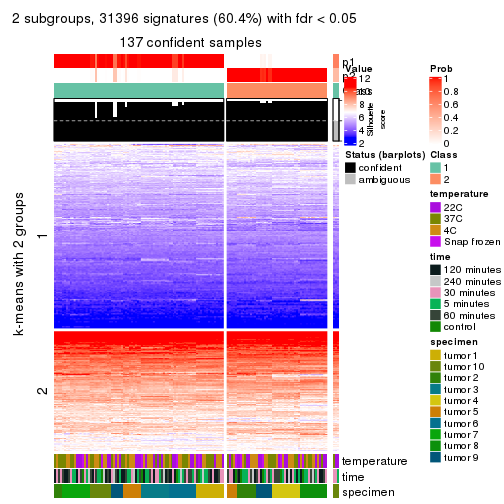 2 subgroups, 31396 signatures (60.4%) with fdr < 0.05
137 confident samples
k-means with 2 groups
1
2
p1
Value
12
10
8
6
4
2
Silhouette
score
Prob
1
0.8
0.6
0.4
0.2
0
Status (barplots)
confident
ambiguous
Class
1
2
temperature
22C
37C
4C
Snap frozen
time
120 minutes
240 minutes
30 minutes
5 minutes
60 minutes
control
specimen
tumor 1
tumor 10
tumor 2
tumor 3
tumor 4
tumor 5
tumor 6
tumor 7
tumor 8
tumor 9
temperature
time
specimen